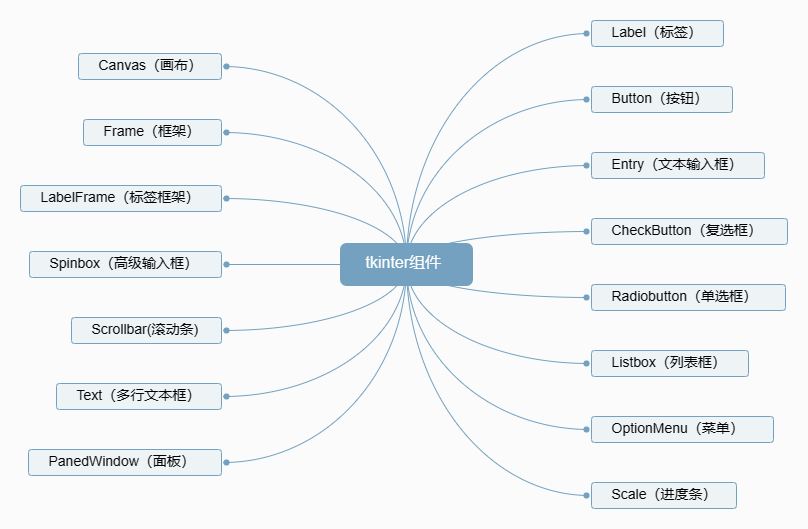 tkinter组件
Label（标签）
Button（按钮）
Entry（文本输入框）
CheckButton（复选框）
Radiobutton（单选框）
Listbox（列表框）
OptionMenu（菜单）
Scale（进度条）
Canvas（画布）
Frame（框架）
LabelFrame（标签框架）
Spinbox（高级输入框）
Scrollbar(滚动条)
Text（多行文本框）
PanedWindow（面板）